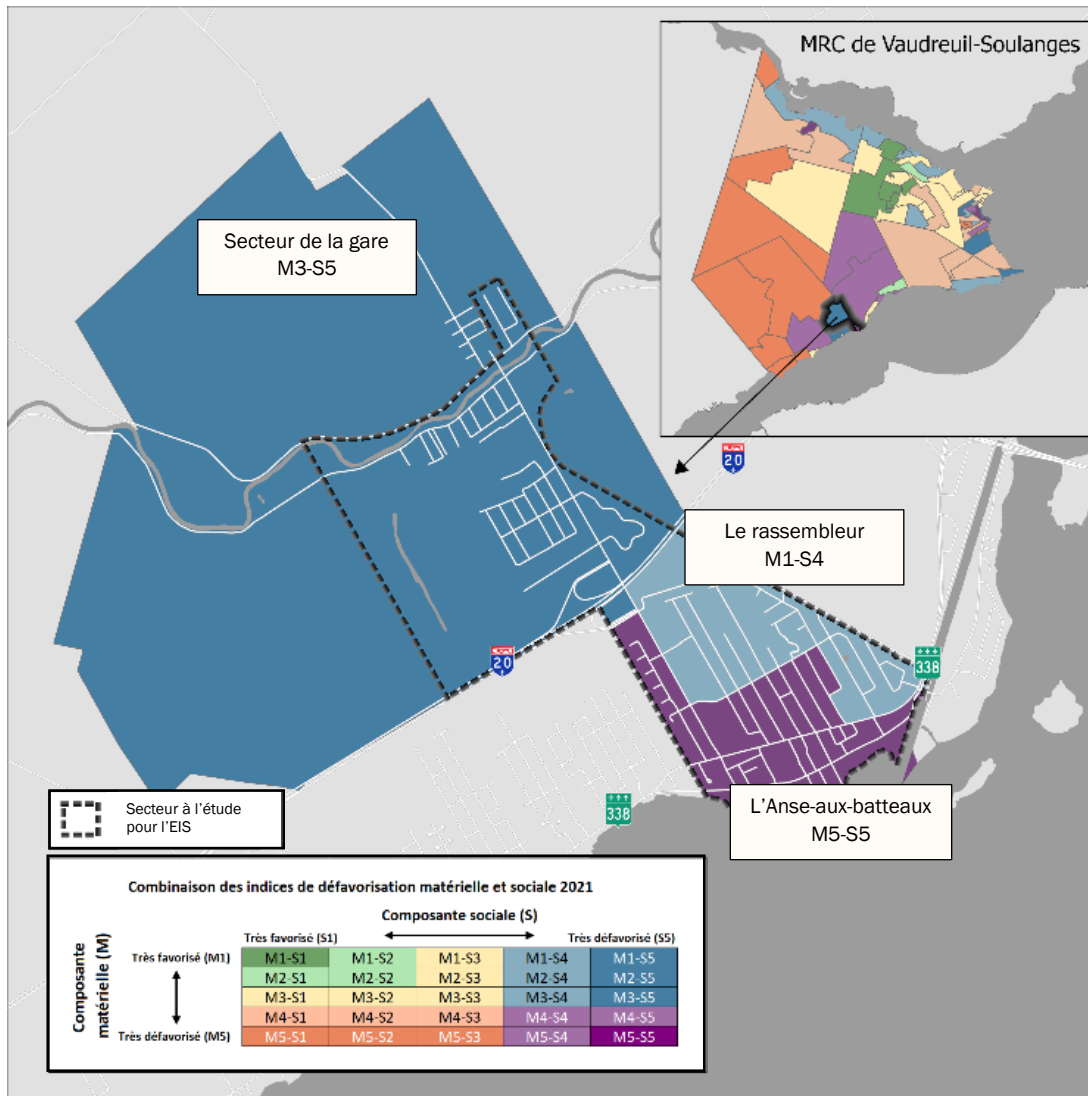 MRC de Vaudreuil-Soulanges
Secteur de la gare
M3-S5
20
Le rassembleur
M1-S4
20
338
338
L'Anse-aux-batteaux
M5-S5
Secteur à l'étude
pour l'EIS
Combinaison des indices de défavorisation matérielle et sociale 2021
Composante sociale (S)
Très favorisé (S1) Très défavorisé (S5)
Composante
matérielle (M)
Très favorisé (M1) M1-S1 M1-S2 M1-S3 M1-S4 M1-S5
M2-S1 M2-S2 M2-S3 M2-S4 M2-S5
M3-S1 M3-S2 M3-S3 M3-S4 M3-S5
M4-S1 M4-S2 M4-S3 M4-S4 M4-S5
Très défavorisé (M5) M5-S1 M5-S2 M5-S3 M5-S4 M5-S5